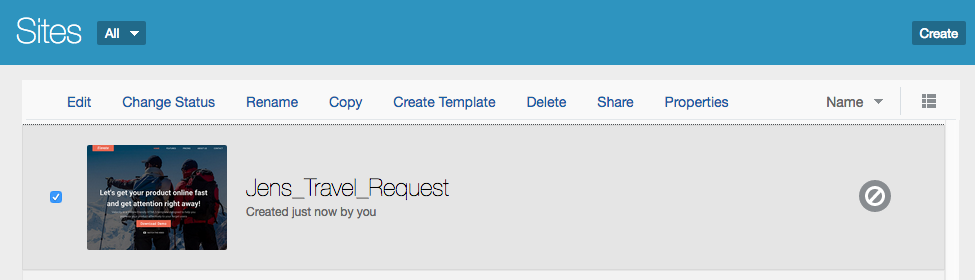 Sites All Create
Edit Change Status Rename Copy Create Template Delete Share Properties Name
Let's get your product online fast
and get attention right away!
Jens_Travel_Request
Created just now by you